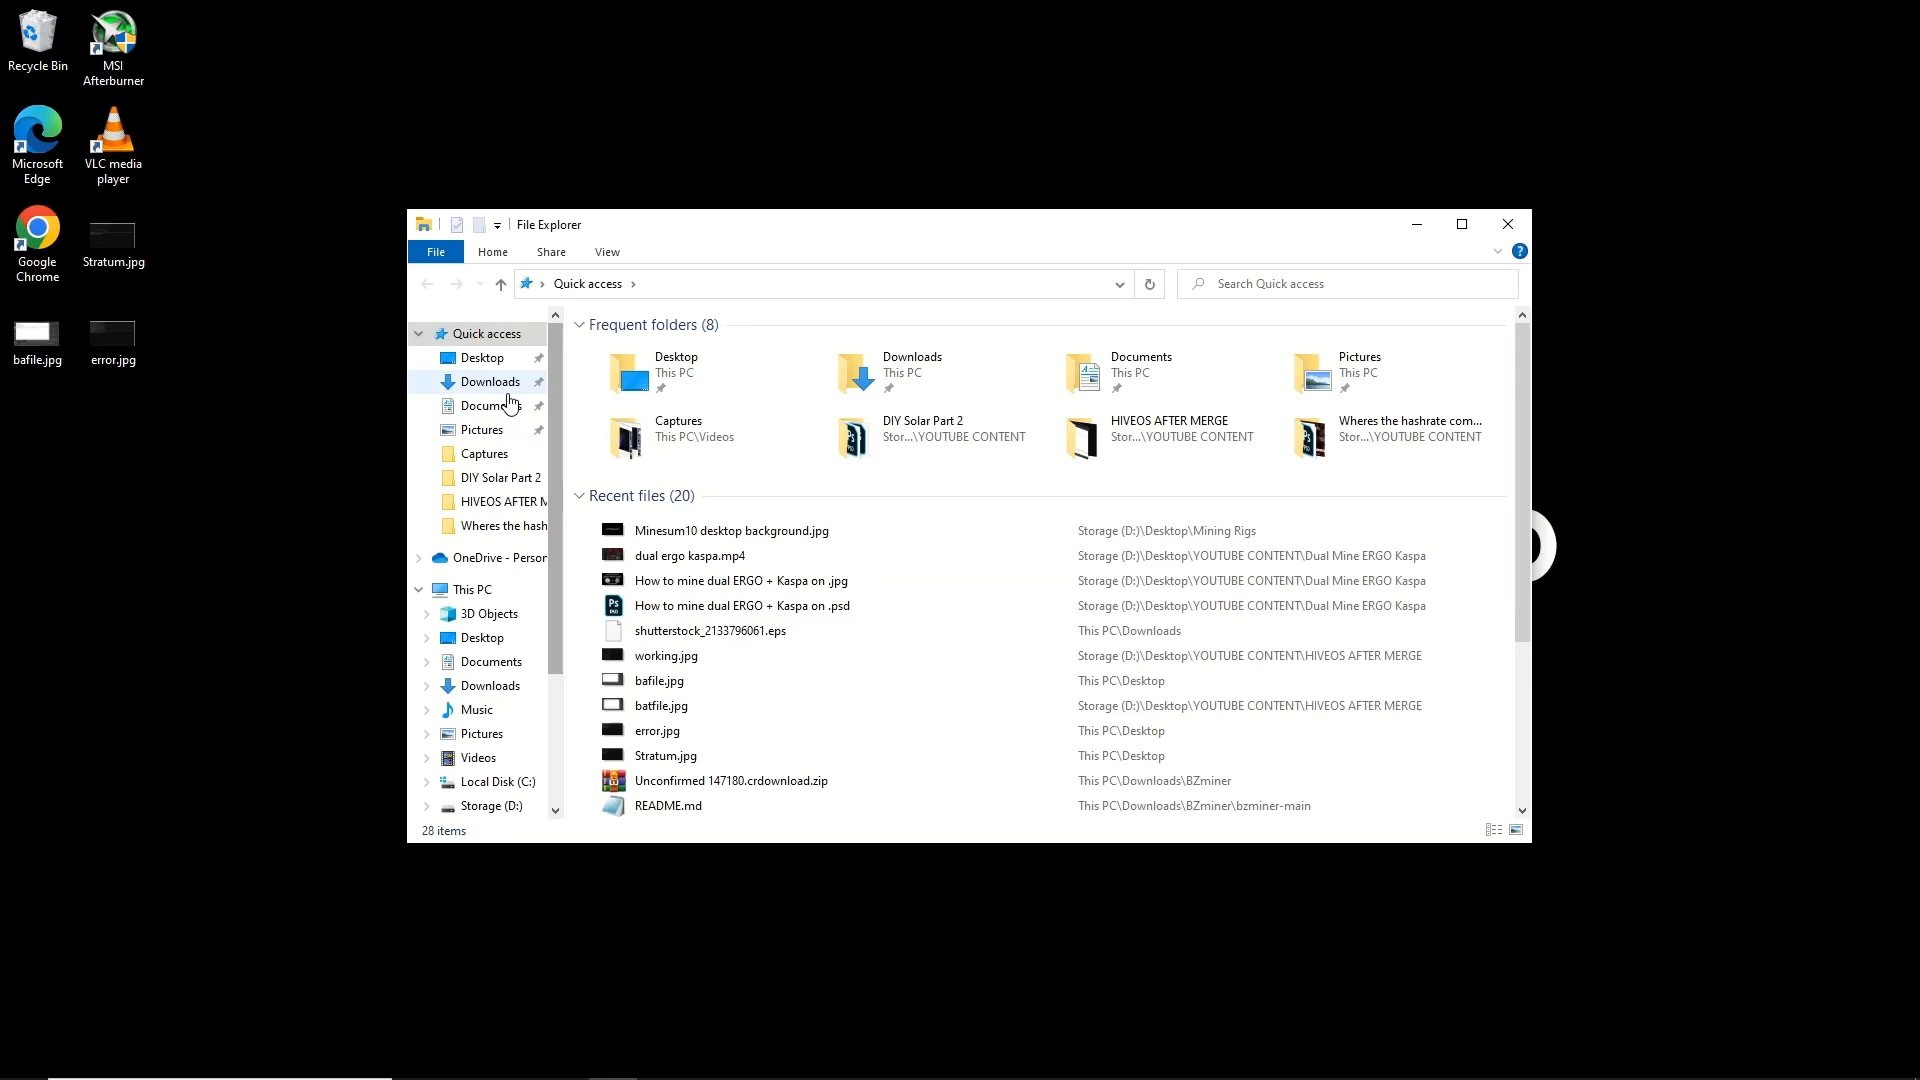 Recycle Bin
MSI
Afterburner
Microsoft
Edge
VLC media
player
Google
Chrome
Stratum.jpg
bafile.jpg
error.jpg
File Explorer
File
Home
Share
View
?
Quick access
Search Quick access
Quick access
Desktop
Downloads
Pictures
Captures
DIY Solar Part 2
HIVEOS AFTER M
Wheres the hash
OneDrive - Person
This PC
3D Objects
Desktop
Documents
Downloads
Music
Pictures
Videos
Local Disk (C:)
Storage (D:)
Frequent folders (8)
Desktop
This PC
Downloads
This PC
Documents
This PC
Pictures
This PC
Captures
This PC\Videos
DIY Solar Part 2
Stor...\YOUTUBE CONTENT
HIVEOS AFTER MERGE
Stor...\YOUTUBE CONTENT
Wheres the hashrate com...
Stor...\YOUTUBE CONTENT
Recent files (20)
Minesum10 desktop background.jpg Storage (D:)\Desktop\Mining Rigs
dual ergo kaspa.mp4 Storage (D:)\Desktop\YOUTUBE CONTENT\Dual Mine ERGO Kaspa
How to mine dual ERGO + Kaspa on .jpg Storage (D:)\Desktop\YOUTUBE CONTENT\Dual Mine ERGO Kaspa
Ps How to mine dual ERGO + Kaspa on .psd Storage (D:)\Desktop\YOUTUBE CONTENT\Dual Mine ERGO Kaspa
shutterstock_2133796061.eps This PC\Downloads
working.jpg Storage (D:)\Desktop\YOUTUBE CONTENT\HIVEOS AFTER MERGE
bafile.jpg This PC\Desktop
batfile.jpg Storage (D:)\Desktop\YOUTUBE CONTENT\HIVEOS AFTER MERGE
error.jpg This PC\Desktop
Stratum.jpg This PC\Desktop
Unconfirmed 147180.crdownload.zip This PC\Downloads\BZminer
README.md This PC\Downloads\BZminer\bzminer-main
28 items